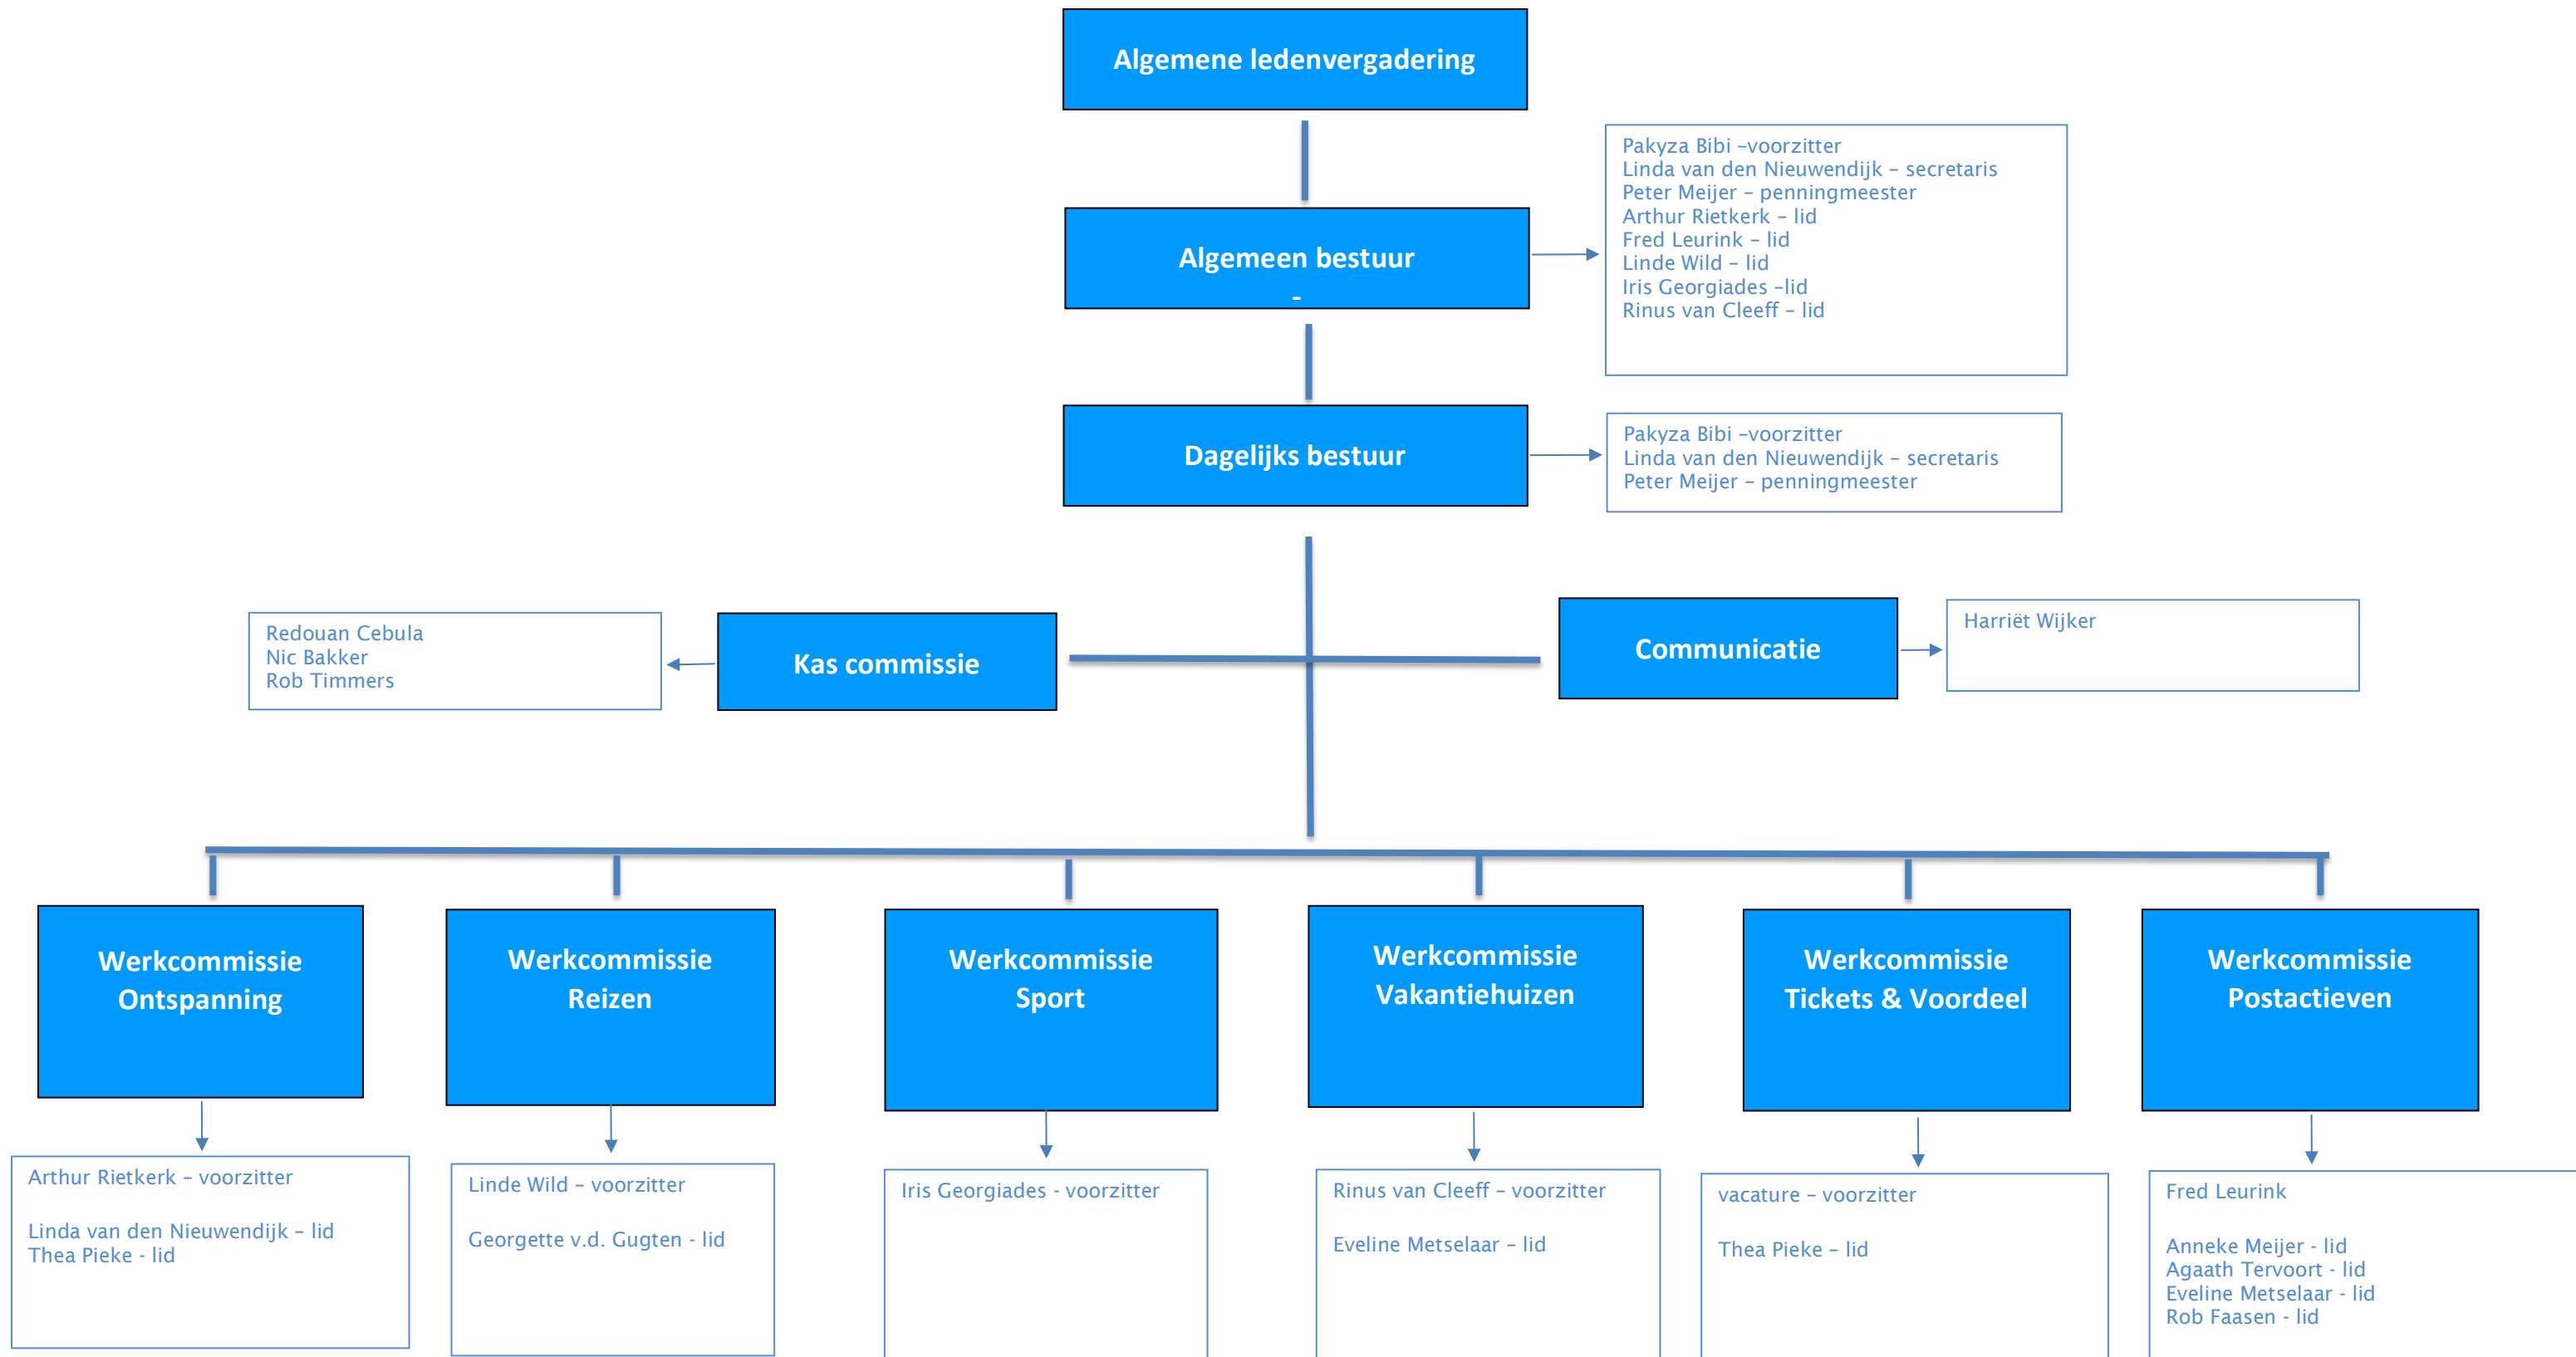 Algemene ledenvergadering
Algemeen bestuur
-
Pakyza Bibi –voorzitter
Linda van den Nieuwendijk – secretaris
Peter Meijer – penningmeester
Arthur Rietkerk – lid
Fred Leurink – lid
Linde Wild – lid
Iris Georgiades –lid
Rinus van Cleeff – lid
Dagelijks bestuur
Pakyza Bibi –voorzitter
Linda van den Nieuwendijk – secretaris
Peter Meijer – penningmeester
Redouan Cebula
Nic Bakker
Rob Timmers
Kas commissie
Communicatie
Harriët Wijker
Werkcommissie
Ontspanning
Werkcommissie
Reizen
Werkcommissie
Sport
Werkcommissie
Vakantiehuizen
Werkcommissie
Tickets & Voordeel
Werkcommissie
Postactieven
Arthur Rietkerk – voorzitter
Linda van den Nieuwendijk – lid
Thea Pieke - lid
Linde Wild – voorzitter
Georgette v.d. Gugten - lid
Iris Georgiades - voorzitter
Rinus van Cleeff – voorzitter
Eveline Metselaar – lid
vacature – voorzitter
Thea Pieke – lid
Fred Leurink
Anneke Meijer - lid
Agaath Tervoort - lid
Eveline Metselaar - lid
Rob Faasen - lid